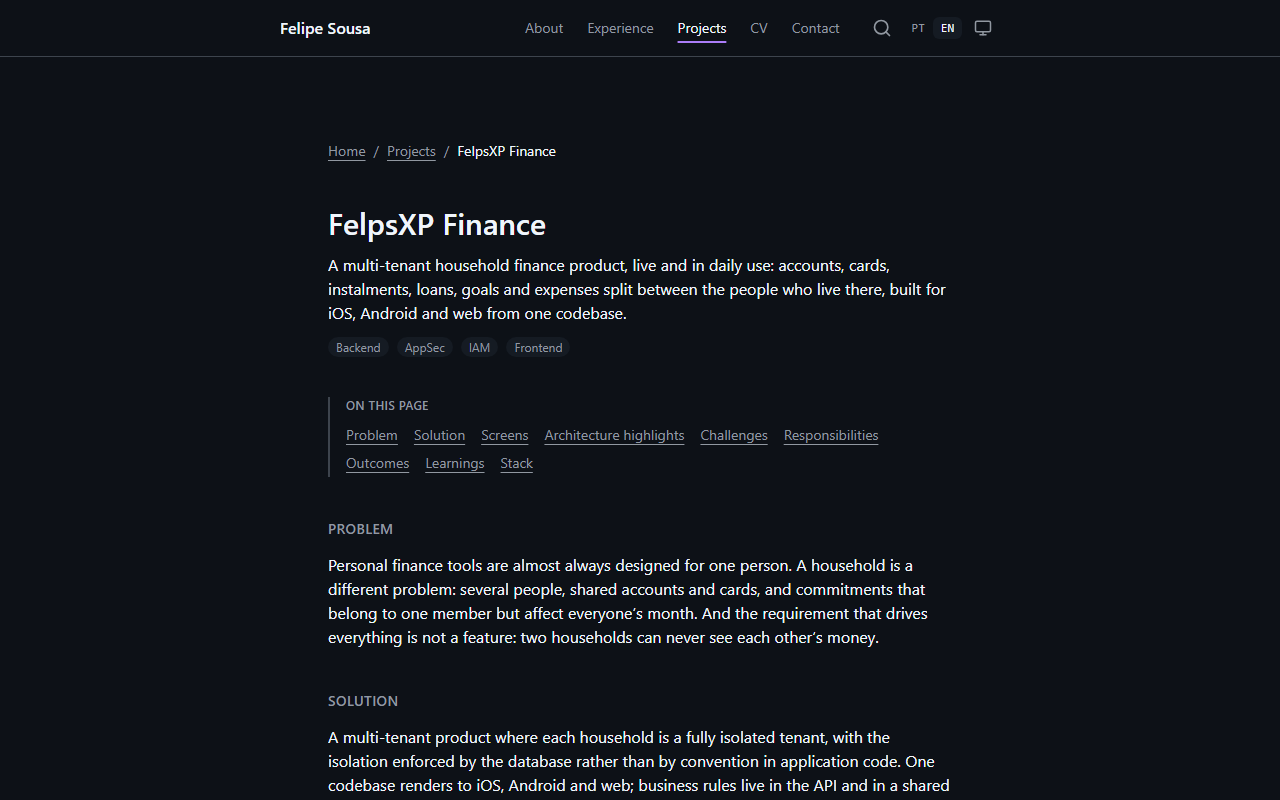 Felipe Sousa About Experience Projects CV Contact PT EN
Home / Projects / FelpsXP Finance
FelpsXP Finance
A multi-tenant household finance product, live and in daily use: accounts, cards,
instalments, loans, goals and expenses split between the people who live there, built for
iOS, Android and web from one codebase.
Backend AppSec IAM Frontend
ON THIS PAGE
Problem Solution Screens Architecture highlights Challenges Responsibilities
Outcomes Learnings Stack
PROBLEM
Personal finance tools are almost always designed for one person. A household is a
different problem: several people, shared accounts and cards, and commitments that
belong to one member but affect everyone’s month. And the requirement that drives
everything is not a feature: two households can never see each other’s money.
SOLUTION
A multi-tenant product where each household is a fully isolated tenant, with the
isolation enforced by the database rather than by convention in application code. One
codebase renders to iOS, Android and web; business rules live in the API and in a shared